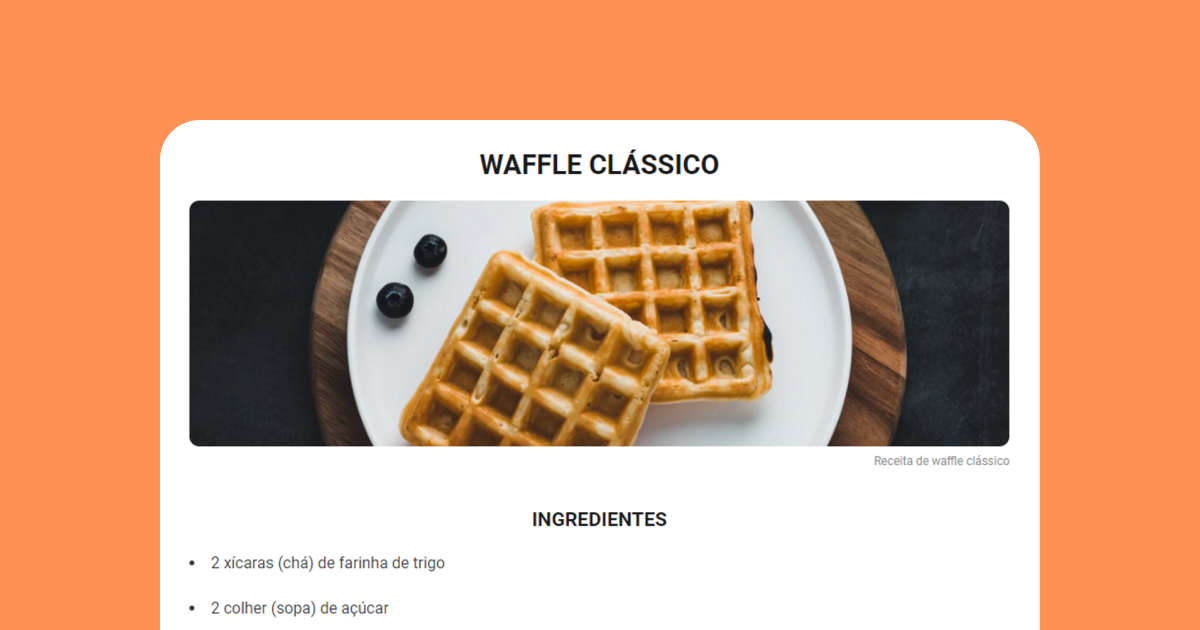 WAFFLE CLÁSSICO
Receita de waffle clássico
INGREDIENTES
2 xícaras (chá) de farinha de trigo
2 colher (sopa) de açúcar